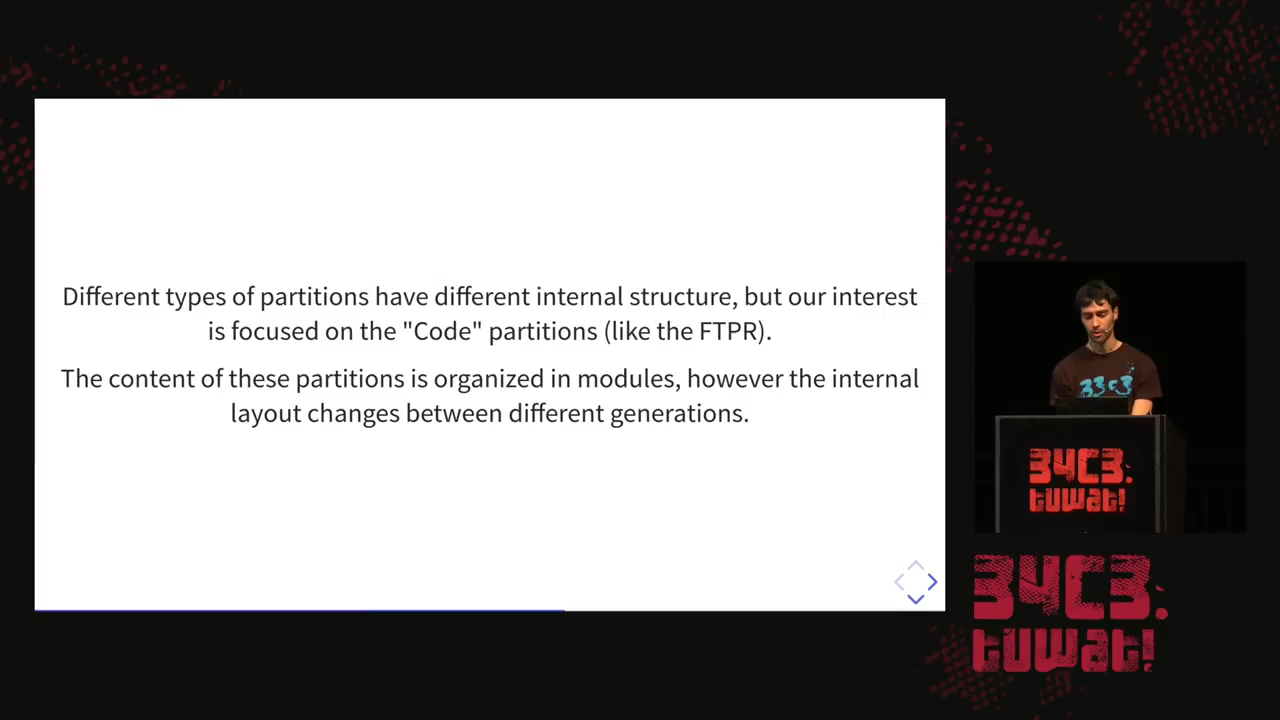 Different types of partitions have different internal structure, but our interest
is focused on the "Code" partitions (like the FTPR).
The content of these partitions is organized in modules, however the internal
layout changes between different generations.
33c3
34C3.
tuwat!
34C3.
tuwat!